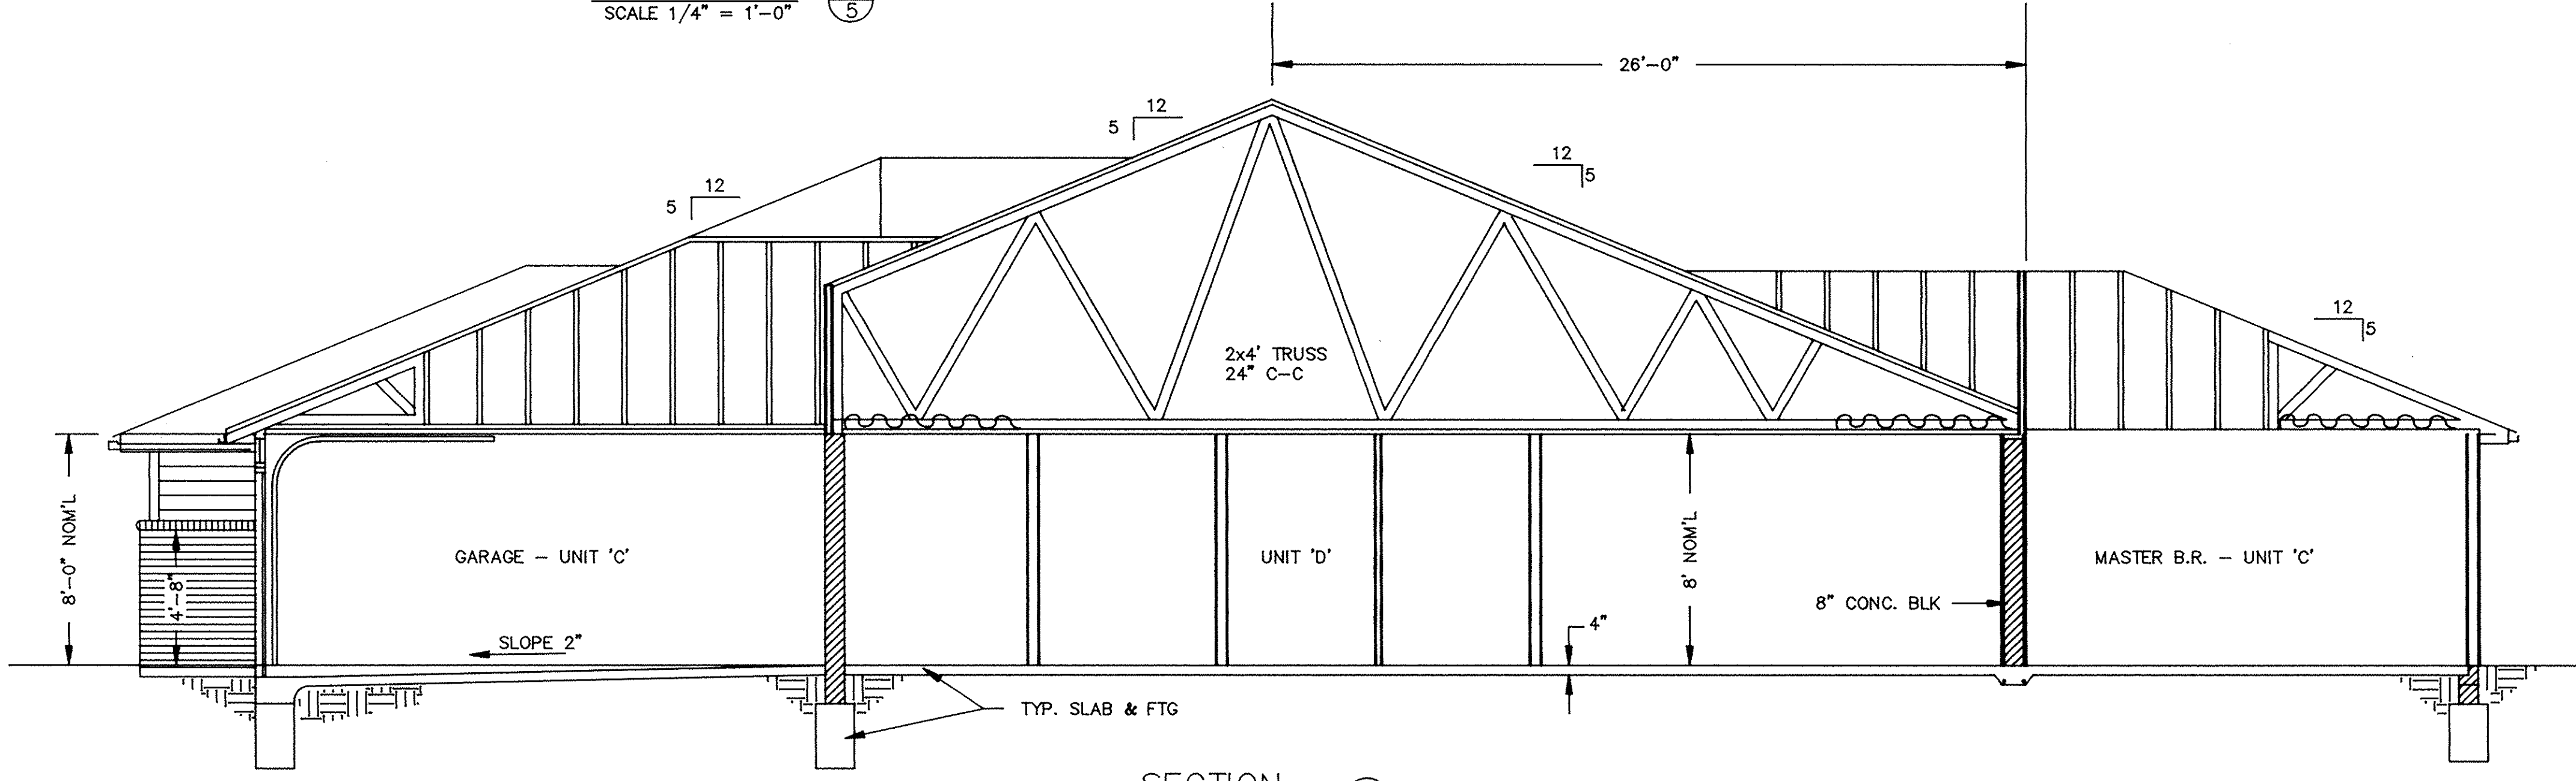 SCALE 1/4" = 1'-0"
5
26'-0"
12
5
12
5
12
5
12
5
2x4' TRUSS
24" C-C
8'-0" NOM'L
4'-8"
GARAGE - UNIT 'C'
UNIT 'D'
8' NOM'L
MASTER B.R. - UNIT 'C'
8" CONC. BLK
4"
SLOPE 2"
TYP. SLAB & FTG
SECTION